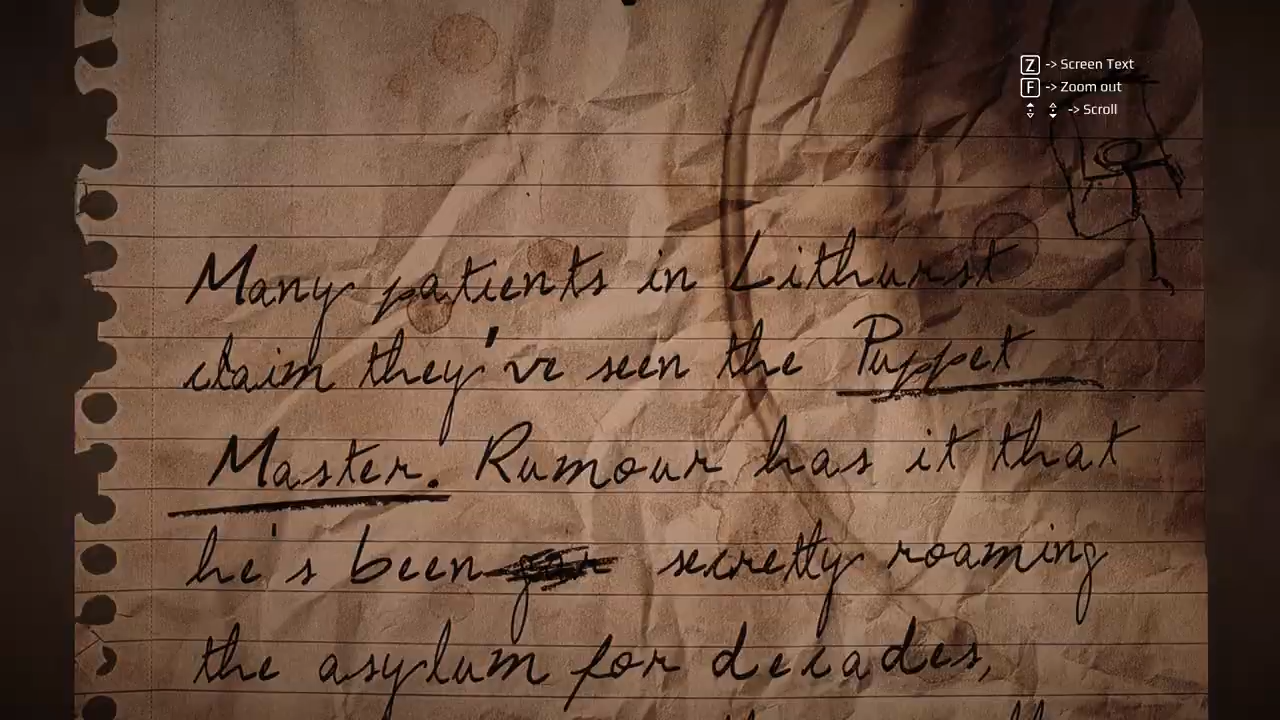 Z -> Screen Text
F -> Zoom out
-> Scroll
Many patients in Lithurst
claim they've seen the Puppet
Master. Rumour has it that
he's been secretly roaming
the asylum for decades,